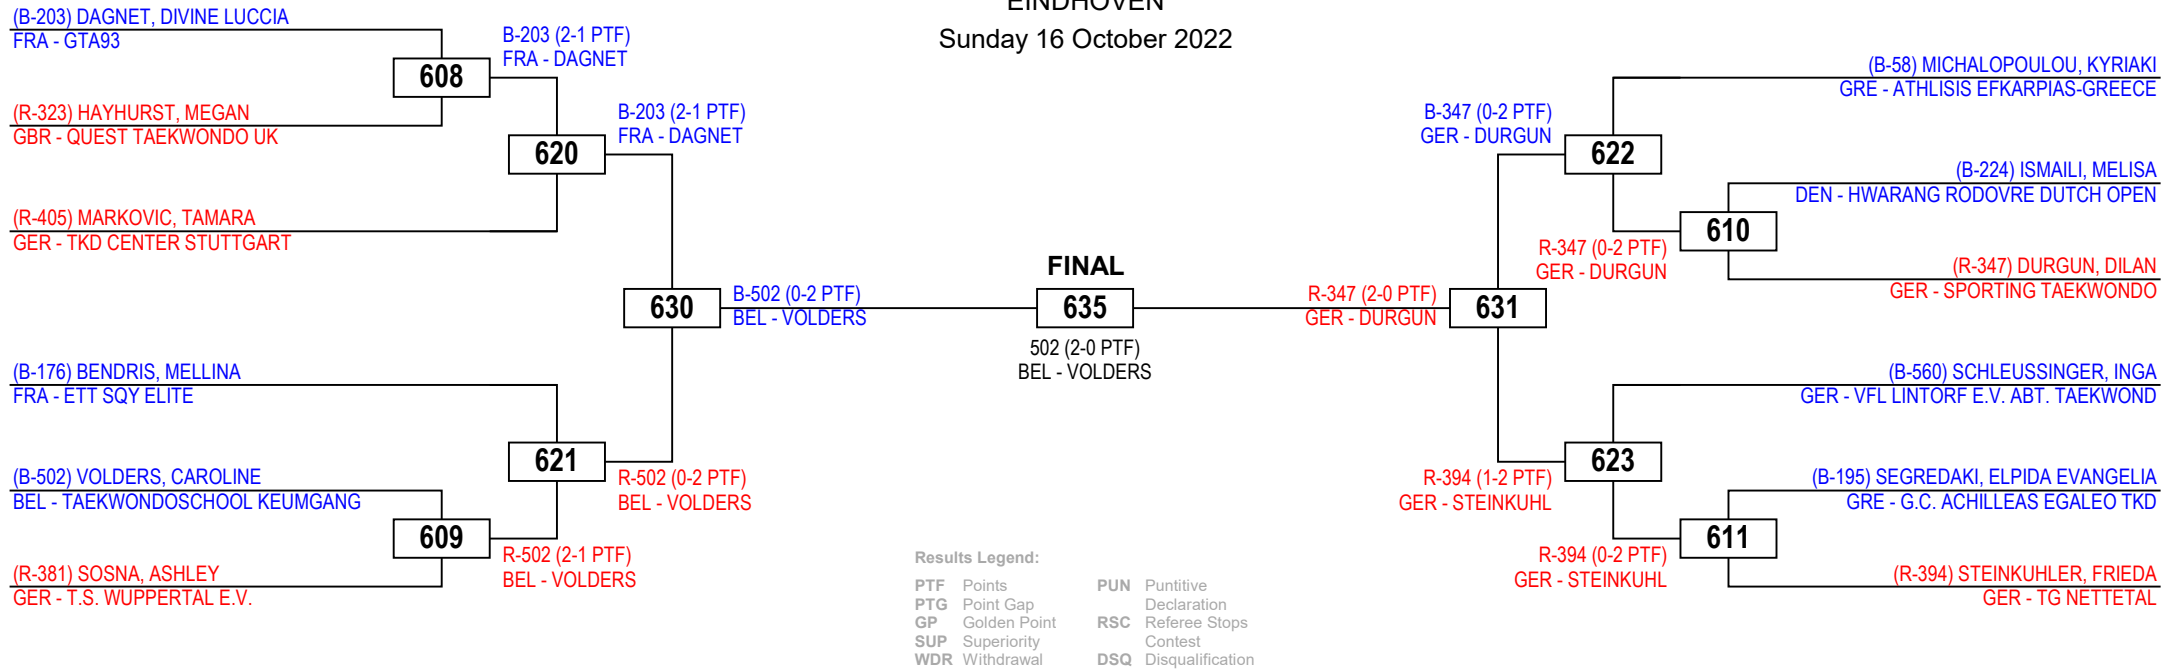 EINDHOVEN
Sunday 16 October 2022
(B-203) DAGNET, DIVINE LUCCIA
FRA - GTA93
608
(R-323) HAYHURST, MEGAN
GBR - QUEST TAEKWONDO UK
B-203 (2-1 PTF)
FRA - DAGNET
620
(R-405) MARKOVIC, TAMARA
GER - TKD CENTER STUTTGART
B-203 (2-1 PTF)
FRA - DAGNET
630
(B-176) BENDRIS, MELLINA
FRA - ETT SQY ELITE
621
(B-502) VOLDERS, CAROLINE
BEL - TAEKWONDOSCHOOL KEUMGANG
609
(R-381) SOSNA, ASHLEY
GER - T.S. WUPPERTAL E.V.
R-502 (2-1 PTF)
BEL - VOLDERS
R-502 (0-2 PTF)
BEL - VOLDERS
B-502 (0-2 PTF)
BEL - VOLDERS
FINAL
635
502 (2-0 PTF)
BEL - VOLDERS
R-347 (2-0 PTF)
GER - DURGUN
631
B-347 (0-2 PTF)
GER - DURGUN
622
(B-58) MICHALOPOULOU, KYRIAKI
GRE - ATHLISIS EFKARPIAS-GREECE
(B-224) ISMAILI, MELISA
DEN - HWARANG RODOVRE DUTCH OPEN
610
R-347 (0-2 PTF)
GER - DURGUN
(R-347) DURGUN, DILAN
GER - SPORTING TAEKWONDO
(B-560) SCHLEUSSINGER, INGA
GER - VFL LINTORF E.V. ABT. TAEKWOND
623
R-394 (1-2 PTF)
GER - STEINKUHL
(B-195) SEGREDAKI, ELPIDA EVANGELIA
GRE - G.C. ACHILLEAS EGALEO TKD
611
R-394 (0-2 PTF)
GER - STEINKUHL
(R-394) STEINKUHLER, FRIEDA
GER - TG NETTETAL
Results Legend:
PTF Points
PTG Point Gap
GP Golden Point
SUP Superiority
WDR Withdrawal
PUN Puntitive
Declaration
RSC Referee Stops
Contest
DSQ Disqualification